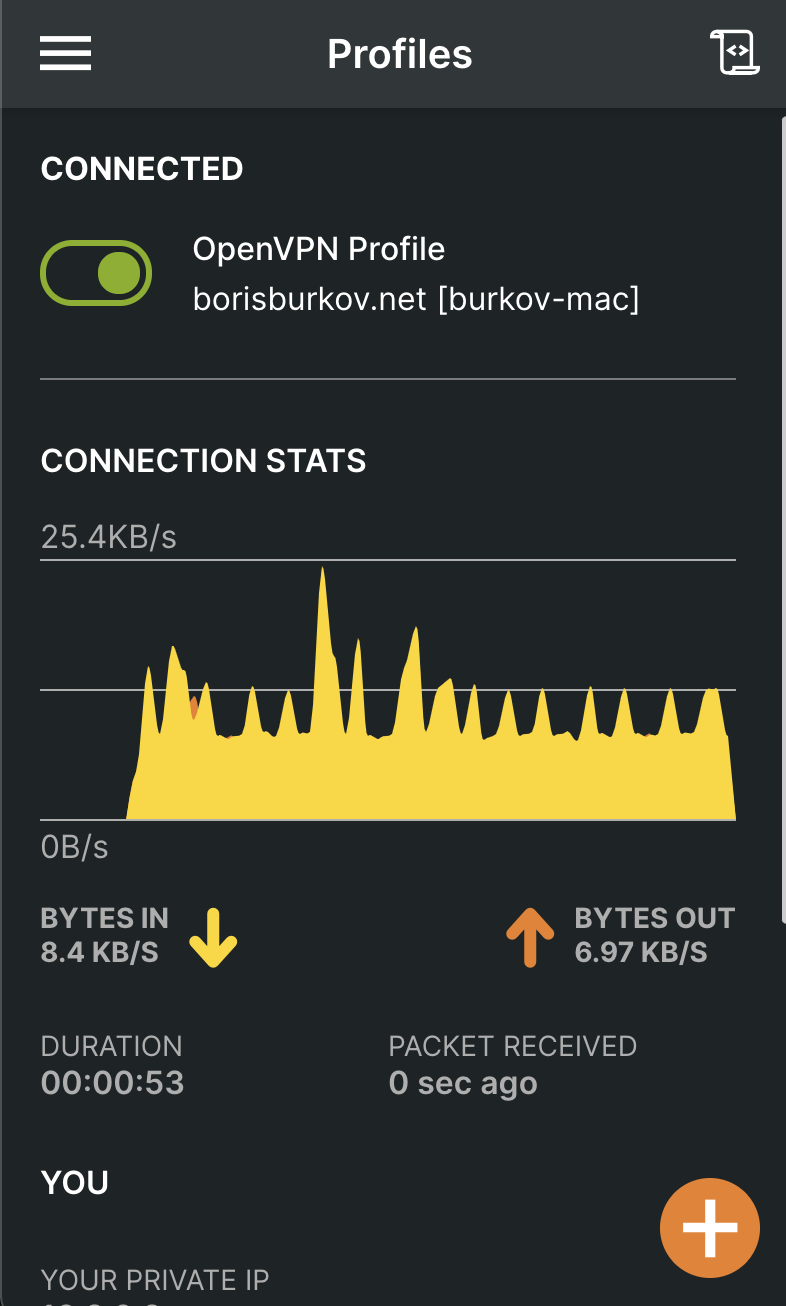 Profiles
CONNECTED
OpenVPN Profile
borisburkov.net [burkov-mac]
CONNECTION STATS
25.4KB/s
0B/s
BYTES IN
8.4 KB/S
BYTES OUT
6.97 KB/S
DURATION
00:00:53
PACKET RECEIVED
0 sec ago
YOU
YOUR PRIVATE IP